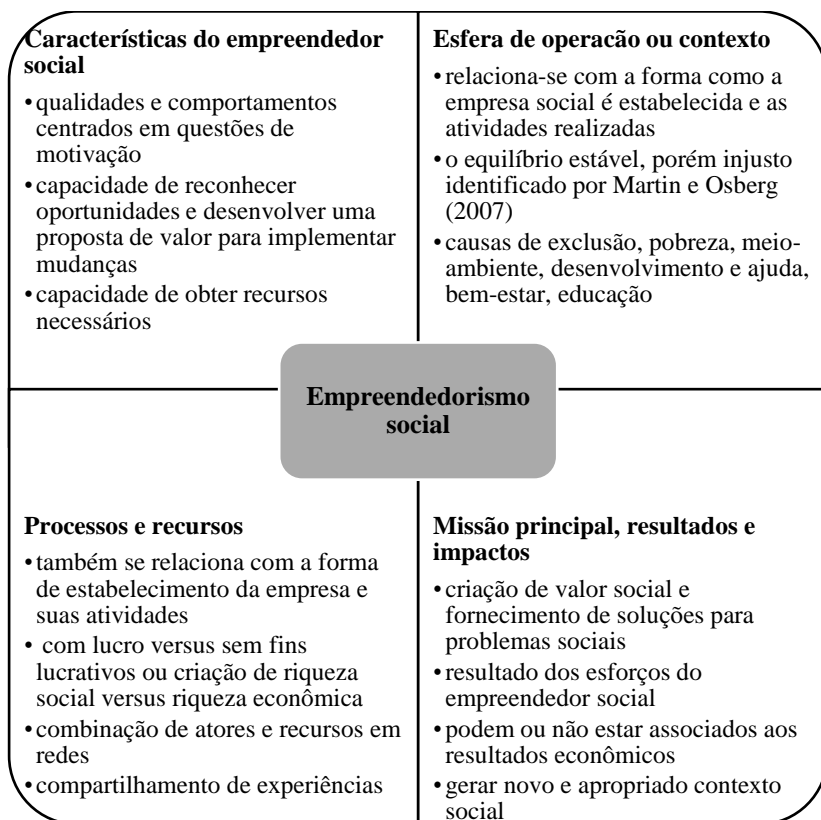 Características do empreendedor
social
•qualidades e comportamentos
centrados em questões de
motivação
•capacidade de reconhecer
oportunidades e desenvolver uma
proposta de valor para implementar
mudanças
•capacidade de obter recursos
necessários
Esfera de operacão ou contexto
•relaciona-se com a forma como a
empresa social é estabelecida e as
atividades realizadas
•o equilíbrio estável, porém injusto
identificado por Martin e Osberg
(2007)
•causas de exclusão, pobreza, meio-
ambiente, desenvolvimento e ajuda,
bem-estar, educação
Empreendedorismo
social
Processos e recursos
•também se relaciona com a forma
de estabelecimento da empresa e
suas atividades
• com lucro versus sem fins
lucrativos ou criação de riqueza
social versus riqueza econômica
•combinação de atores e recursos em
redes
•compartilhamento de experiências
Missão principal, resultados e
impactos
•criação de valor social e
fornecimento de soluções para
problemas sociais
•resultado dos esforços do
empreendedor social
•podem ou não estar associados aos
resultados econômicos
•gerar novo e apropriado contexto
social